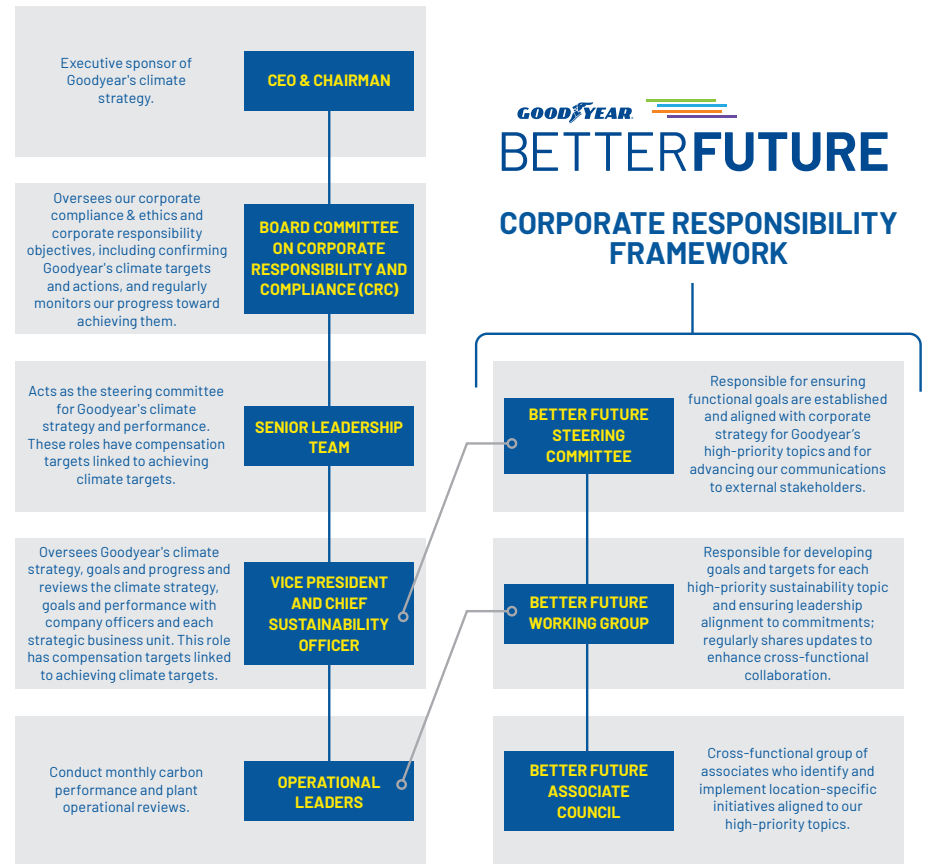 Executive sponsor of
Goodyear's climate
strategy.
CEO & CHAIRMAN
Oversees our corporate
compliance & ethics and
corporate responsibility
objectives, including confirming
Goodyear's climate targets
and actions, and regularly
monitors our progress toward
achieving them.
BOARD COMMITTEE
ON CORPORATE
RESPONSIBILITY AND
COMPLIANCE (CRC)
Acts as the steering committee
for Goodyear's climate
strategy and performance.
These roles have compensation
targets linked to achieving
climate targets.
SENIOR LEADERSHIP
TEAM
Oversees Goodyear's climate
strategy, goals and progress and
reviews the climate strategy,
goals and performance with
company officers and each
strategic business unit. This role
has compensation targets linked
to achieving climate targets.
VICE PRESIDENT
AND CHIEF
SUSTAINABILITY
OFFICER
Conduct monthly carbon
performance and plant
operational reviews.
OPERATIONAL
LEADERS
GOODYEAR
BETTERFUTURE
CORPORATE RESPONSIBILITY
FRAMEWORK
BETTER FUTURE
STEERING
COMMITTEE
Responsible for ensuring
functional goals are established
and aligned with corporate
strategy for Goodyear’s
high-priority topics and for
advancing our communications
to external stakeholders.
BETTER FUTURE
WORKING GROUP
Responsible for developing
goals and targets for each
high-priority sustainability topic
and ensuring leadership
alignment to commitments;
regularly shares updates to
enhance cross-functional
collaboration.
BETTER FUTURE
ASSOCIATE
COUNCIL
Cross-functional group of
associates who identify and
implement location-specific
initiatives aligned to our
high-priority topics.